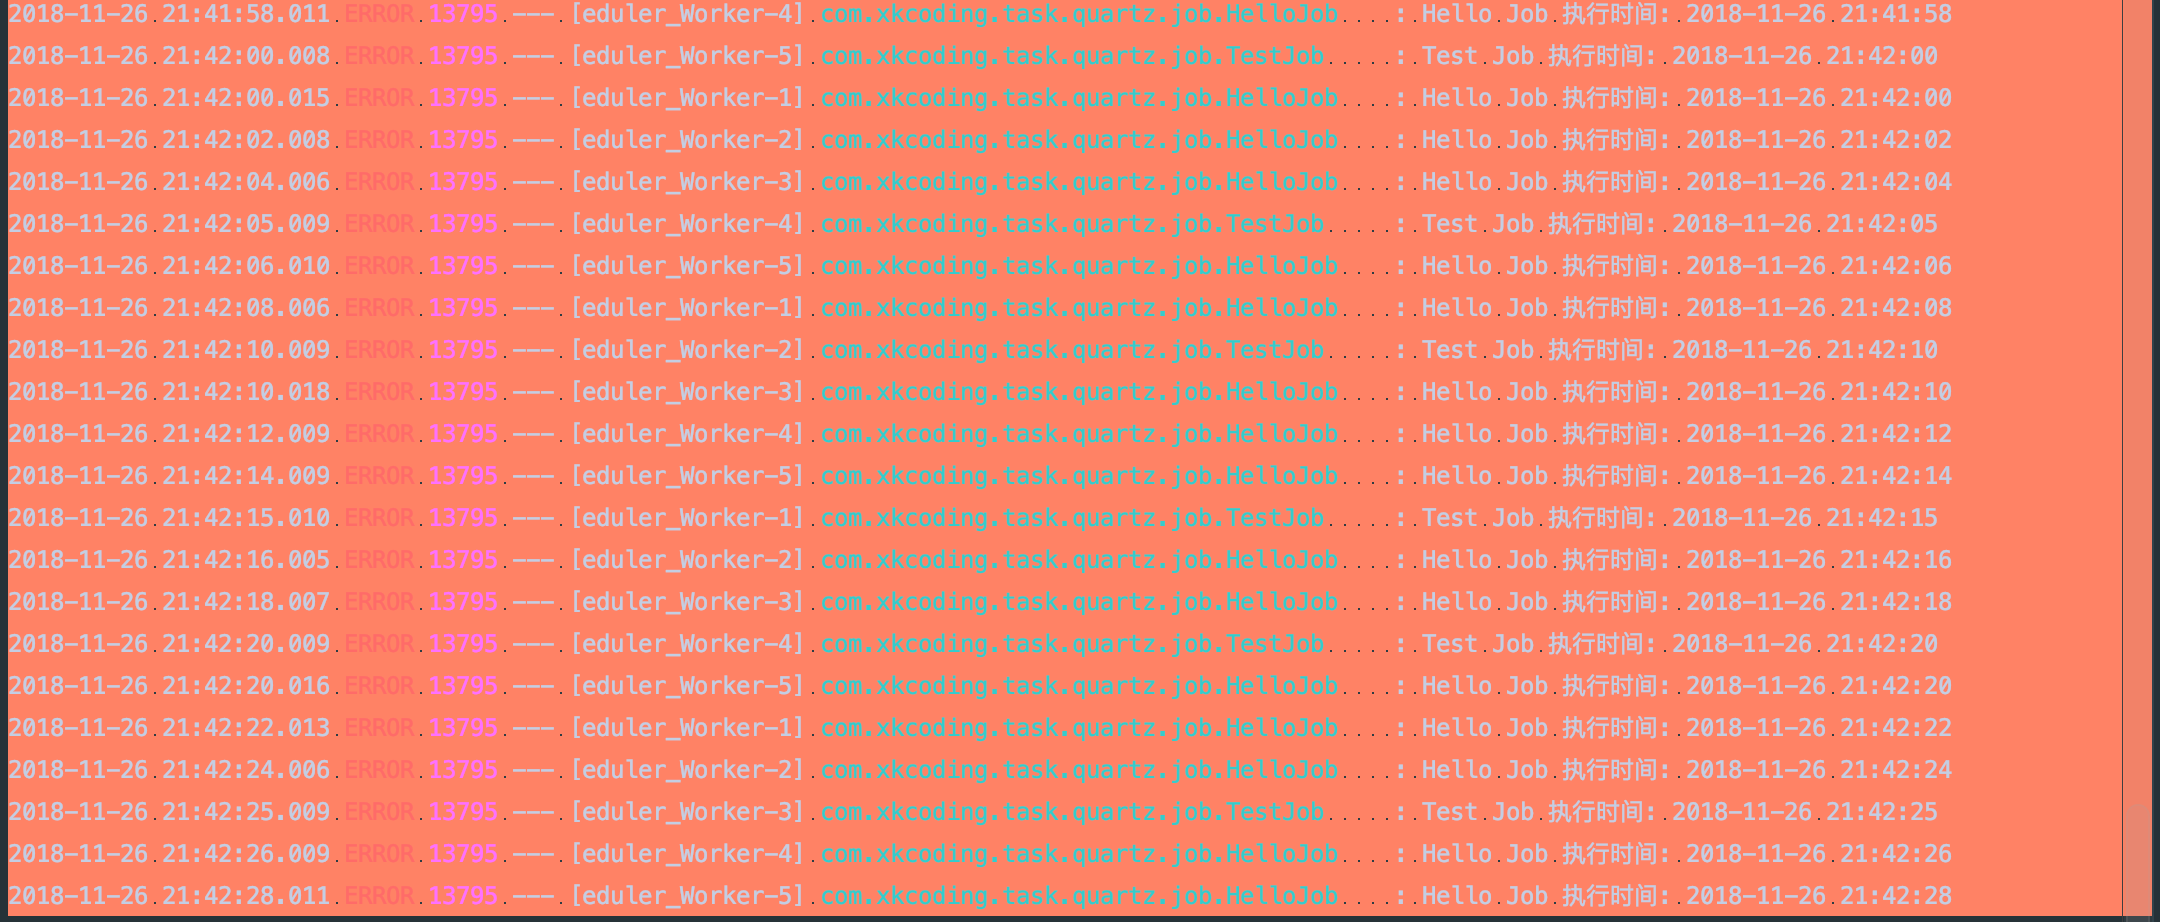 2018-11-26 21:41:58.011 ERROR 13795 --- [eduler_Worker-4] com.xkcoding.task.quartz.job.HelloJob    : Hello Job 执行时间: 2018-11-26 21:41:58
2018-11-26 21:42:00.008 ERROR 13795 --- [eduler_Worker-5] com.xkcoding.task.quartz.job.TestJob     : Test Job 执行时间: 2018-11-26 21:42:00
2018-11-26 21:42:00.015 ERROR 13795 --- [eduler_Worker-1] com.xkcoding.task.quartz.job.HelloJob    : Hello Job 执行时间: 2018-11-26 21:42:00
2018-11-26 21:42:02.008 ERROR 13795 --- [eduler_Worker-2] com.xkcoding.task.quartz.job.HelloJob    : Hello Job 执行时间: 2018-11-26 21:42:02
2018-11-26 21:42:04.006 ERROR 13795 --- [eduler_Worker-3] com.xkcoding.task.quartz.job.HelloJob    : Hello Job 执行时间: 2018-11-26 21:42:04
2018-11-26 21:42:05.009 ERROR 13795 --- [eduler_Worker-4] com.xkcoding.task.quartz.job.TestJob     : Test Job 执行时间: 2018-11-26 21:42:05
2018-11-26 21:42:06.010 ERROR 13795 --- [eduler_Worker-5] com.xkcoding.task.quartz.job.HelloJob    : Hello Job 执行时间: 2018-11-26 21:42:06
2018-11-26 21:42:08.006 ERROR 13795 --- [eduler_Worker-1] com.xkcoding.task.quartz.job.HelloJob    : Hello Job 执行时间: 2018-11-26 21:42:08
2018-11-26 21:42:10.009 ERROR 13795 --- [eduler_Worker-2] com.xkcoding.task.quartz.job.TestJob     : Test Job 执行时间: 2018-11-26 21:42:10
2018-11-26 21:42:10.018 ERROR 13795 --- [eduler_Worker-3] com.xkcoding.task.quartz.job.HelloJob    : Hello Job 执行时间: 2018-11-26 21:42:10
2018-11-26 21:42:12.009 ERROR 13795 --- [eduler_Worker-4] com.xkcoding.task.quartz.job.HelloJob    : Hello Job 执行时间: 2018-11-26 21:42:12
2018-11-26 21:42:14.009 ERROR 13795 --- [eduler_Worker-5] com.xkcoding.task.quartz.job.HelloJob    : Hello Job 执行时间: 2018-11-26 21:42:14
2018-11-26 21:42:15.010 ERROR 13795 --- [eduler_Worker-1] com.xkcoding.task.quartz.job.TestJob     : Test Job 执行时间: 2018-11-26 21:42:15
2018-11-26 21:42:16.005 ERROR 13795 --- [eduler_Worker-2] com.xkcoding.task.quartz.job.HelloJob    : Hello Job 执行时间: 2018-11-26 21:42:16
2018-11-26 21:42:18.007 ERROR 13795 --- [eduler_Worker-3] com.xkcoding.task.quartz.job.HelloJob    : Hello Job 执行时间: 2018-11-26 21:42:18
2018-11-26 21:42:20.009 ERROR 13795 --- [eduler_Worker-4] com.xkcoding.task.quartz.job.TestJob     : Test Job 执行时间: 2018-11-26 21:42:20
2018-11-26 21:42:20.016 ERROR 13795 --- [eduler_Worker-5] com.xkcoding.task.quartz.job.HelloJob    : Hello Job 执行时间: 2018-11-26 21:42:20
2018-11-26 21:42:22.013 ERROR 13795 --- [eduler_Worker-1] com.xkcoding.task.quartz.job.HelloJob    : Hello Job 执行时间: 2018-11-26 21:42:22
2018-11-26 21:42:24.006 ERROR 13795 --- [eduler_Worker-2] com.xkcoding.task.quartz.job.HelloJob    : Hello Job 执行时间: 2018-11-26 21:42:24
2018-11-26 21:42:25.009 ERROR 13795 --- [eduler_Worker-3] com.xkcoding.task.quartz.job.TestJob     : Test Job 执行时间: 2018-11-26 21:42:25
2018-11-26 21:42:26.009 ERROR 13795 --- [eduler_Worker-4] com.xkcoding.task.quartz.job.HelloJob    : Hello Job 执行时间: 2018-11-26 21:42:26
2018-11-26 21:42:28.011 ERROR 13795 --- [eduler_Worker-5] com.xkcoding.task.quartz.job.HelloJob    : Hello Job 执行时间: 2018-11-26 21:42:28